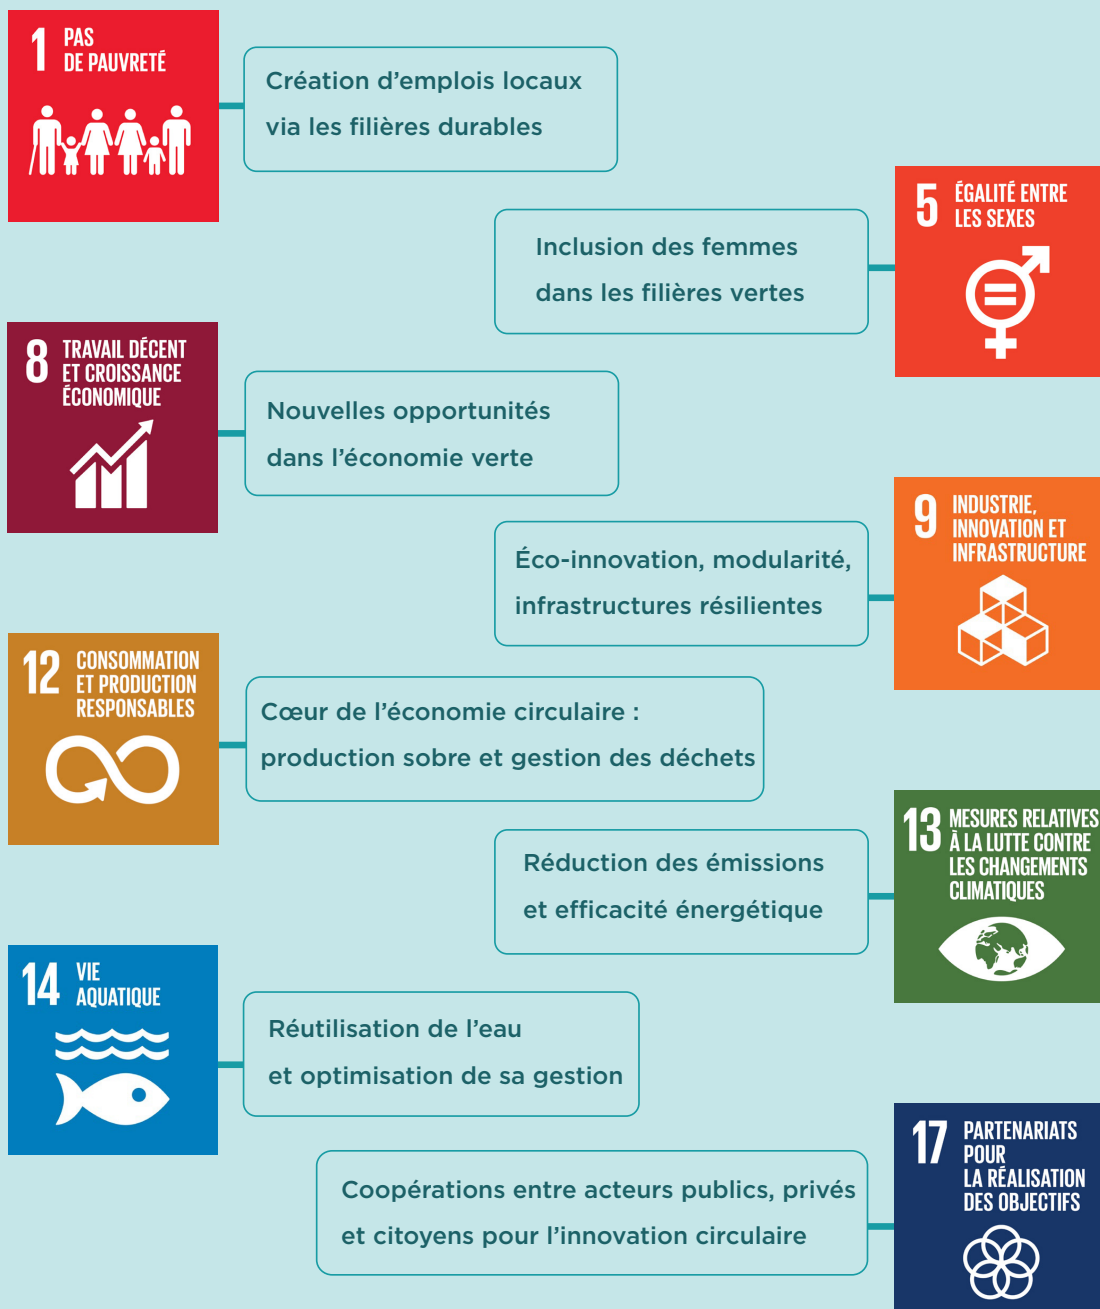 1 PAS
DE PAUVRETÉ
Création d’emplois locaux
via les filières durables
5 ÉGALITÉ ENTRE
LES SEXES
Inclusion des femmes
dans les filières vertes
8 TRAVAIL DÉCENT
ET CROISSANCE
ÉCONOMIQUE
Nouvelles opportunités
dans l’économie verte
9 INDUSTRIE,
INNOVATION ET
INFRASTRUCTURE
Éco-innovation, modularité,
infrastructures résilientes
12 CONSOMMATION
ET PRODUCTION
RESPONSABLES
Cœur de l’économie circulaire :
production sobre et gestion des déchets
13 MESURES RELATIVES
À LA LUTTE CONTRE
LES CHANGEMENTS
CLIMATIQUES
Réduction des émissions
et efficacité énergétique
14 VIE
AQUATIQUE
Réutilisation de l’eau
et optimisation de sa gestion
17 PARTENARIATS
POUR
LA RÉALISATION
DES OBJECTIFS
Coopérations entre acteurs publics, privés
et citoyens pour l’innovation circulaire